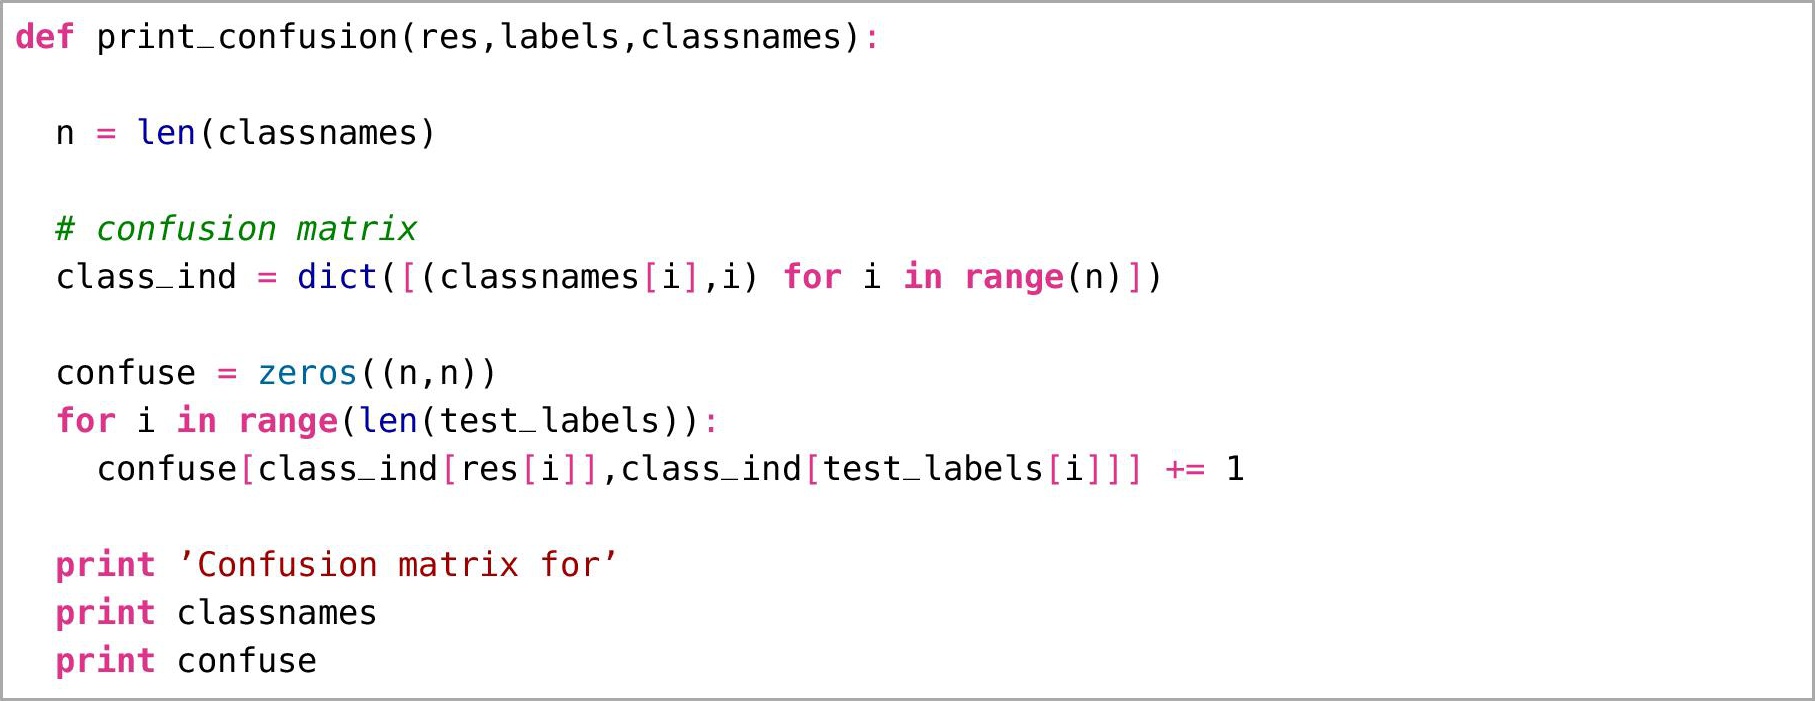 def print_confusion(res,labels,classnames):
n = len(classnames)
# confusion matrix
class_ind = dict([(classnames[i],i) for i in range(n)])
confuse = zeros((n,n))
for i in range(len(test_labels)):
confuse[class_ind[res[i]],class_ind[test_labels[i]]] += 1
print ’Confusion matrix for’
print classnames
print confuse